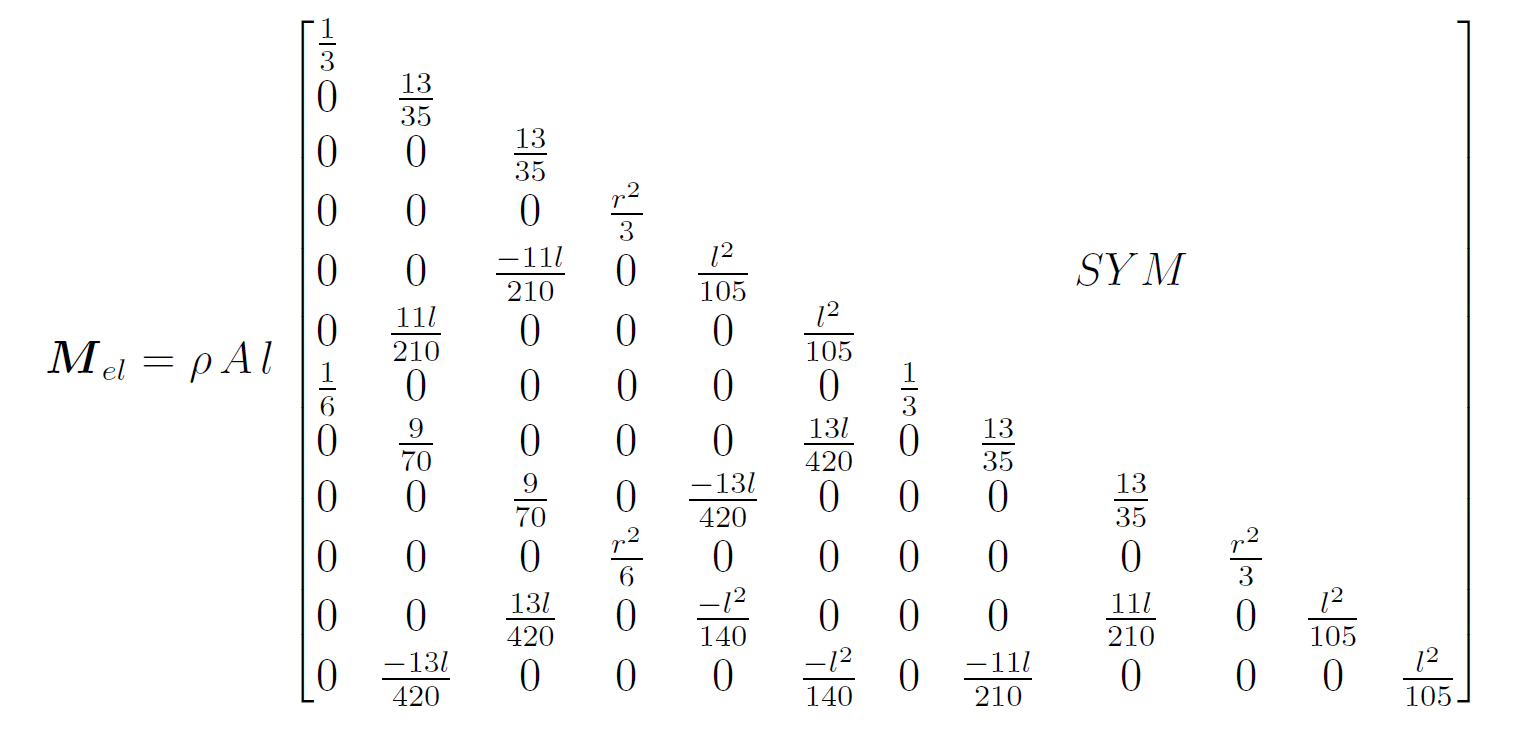 1/3
0 13/35
0 0 13/35
0 0 0 r²/3
0 0 -11l/210 0 l²/105 SYM
0 11l/210 0 0 0 l²/105
M_el = ρ A l
1/6 0 0 0 0 0 1/3
0 9/70 0 0 0 13l/420 0 13/35
0 0 9/70 0 -13l/420 0 0 0 13/35
0 0 0 r²/6 0 0 0 0 0 r²/3
0 0 13l/420 0 -l²/140 0 0 0 11l/210 0 l²/105
0 -13l/420 0 0 0 -l²/140 0 -11l/210 0 0 0 l²/105